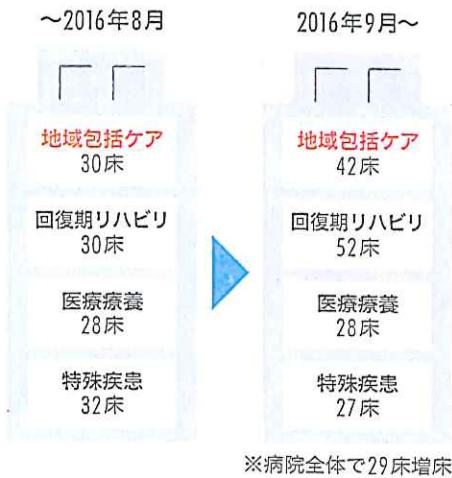 ～2016年8月
地域包括ケア
30床
回復期リハビリ
30床
医療療養
28床
特殊疾患
32床
2016年9月～
地域包括ケア
42床
回復期リハビリ
52床
医療療養
28床
特殊疾患
27床
※病院全体で29床増床